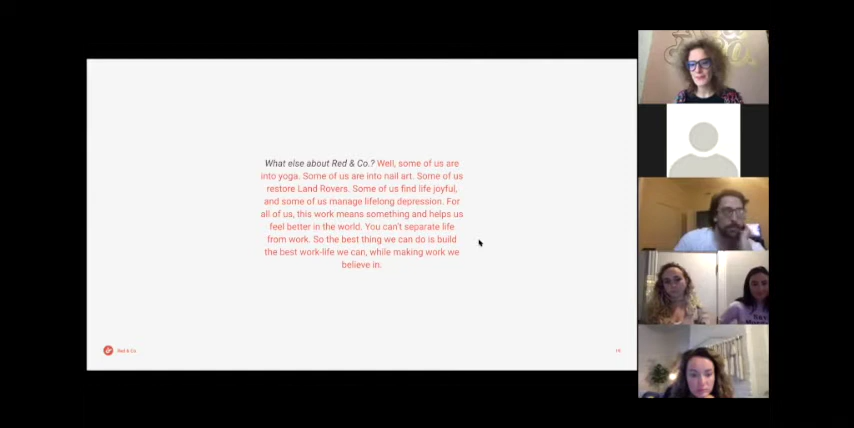 What else about Red & Co.? Well, some of us are
into yoga. Some of us are into nail art. Some of us
restore Land Rovers. Some of us find life joyful,
and some of us manage lifelong depression. For
all of us, this work means something and helps us
feel better in the world. You can't separate life
from work. So the best thing we can do is build
the best work-life we can, while making work we
believe in.
Red & Co